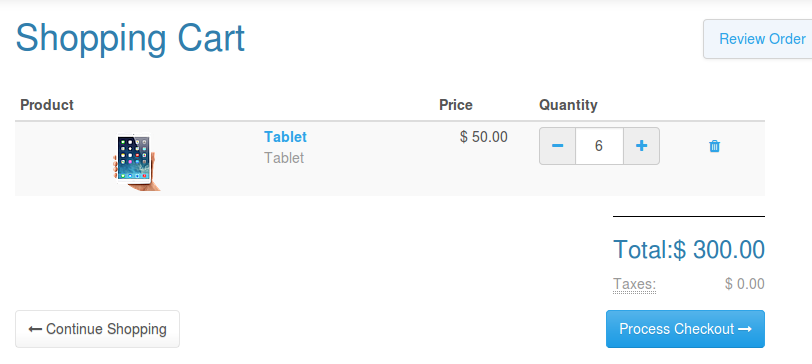 Shopping Cart
Review Order
Product Price Quantity
Tablet $ 50.00 6
Tablet
Total:$ 300.00
Taxes: $ 0.00
Continue Shopping Process Checkout